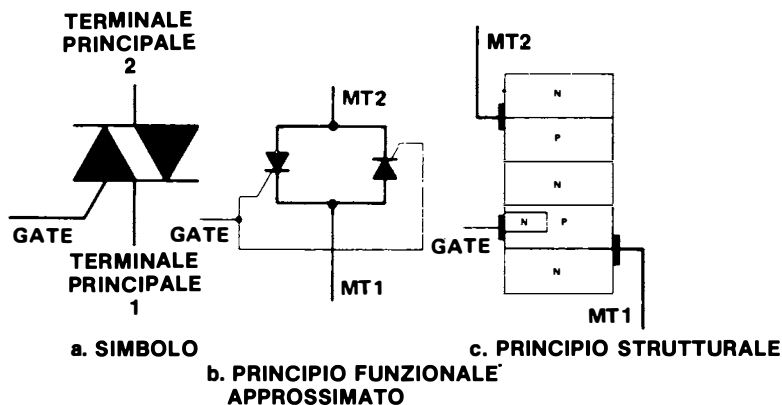 TERMINALE
PRINCIPALE
2
GATE
TERMINALE
PRINCIPALE
1
a. SIMBOLO
MT2
GATE
MT1
b. PRINCIPIO FUNZIONALE
APPROSSIMATO
MT2
N
P
N
N P
GATE
N
MT1
c. PRINCIPIO STRUTTURALE